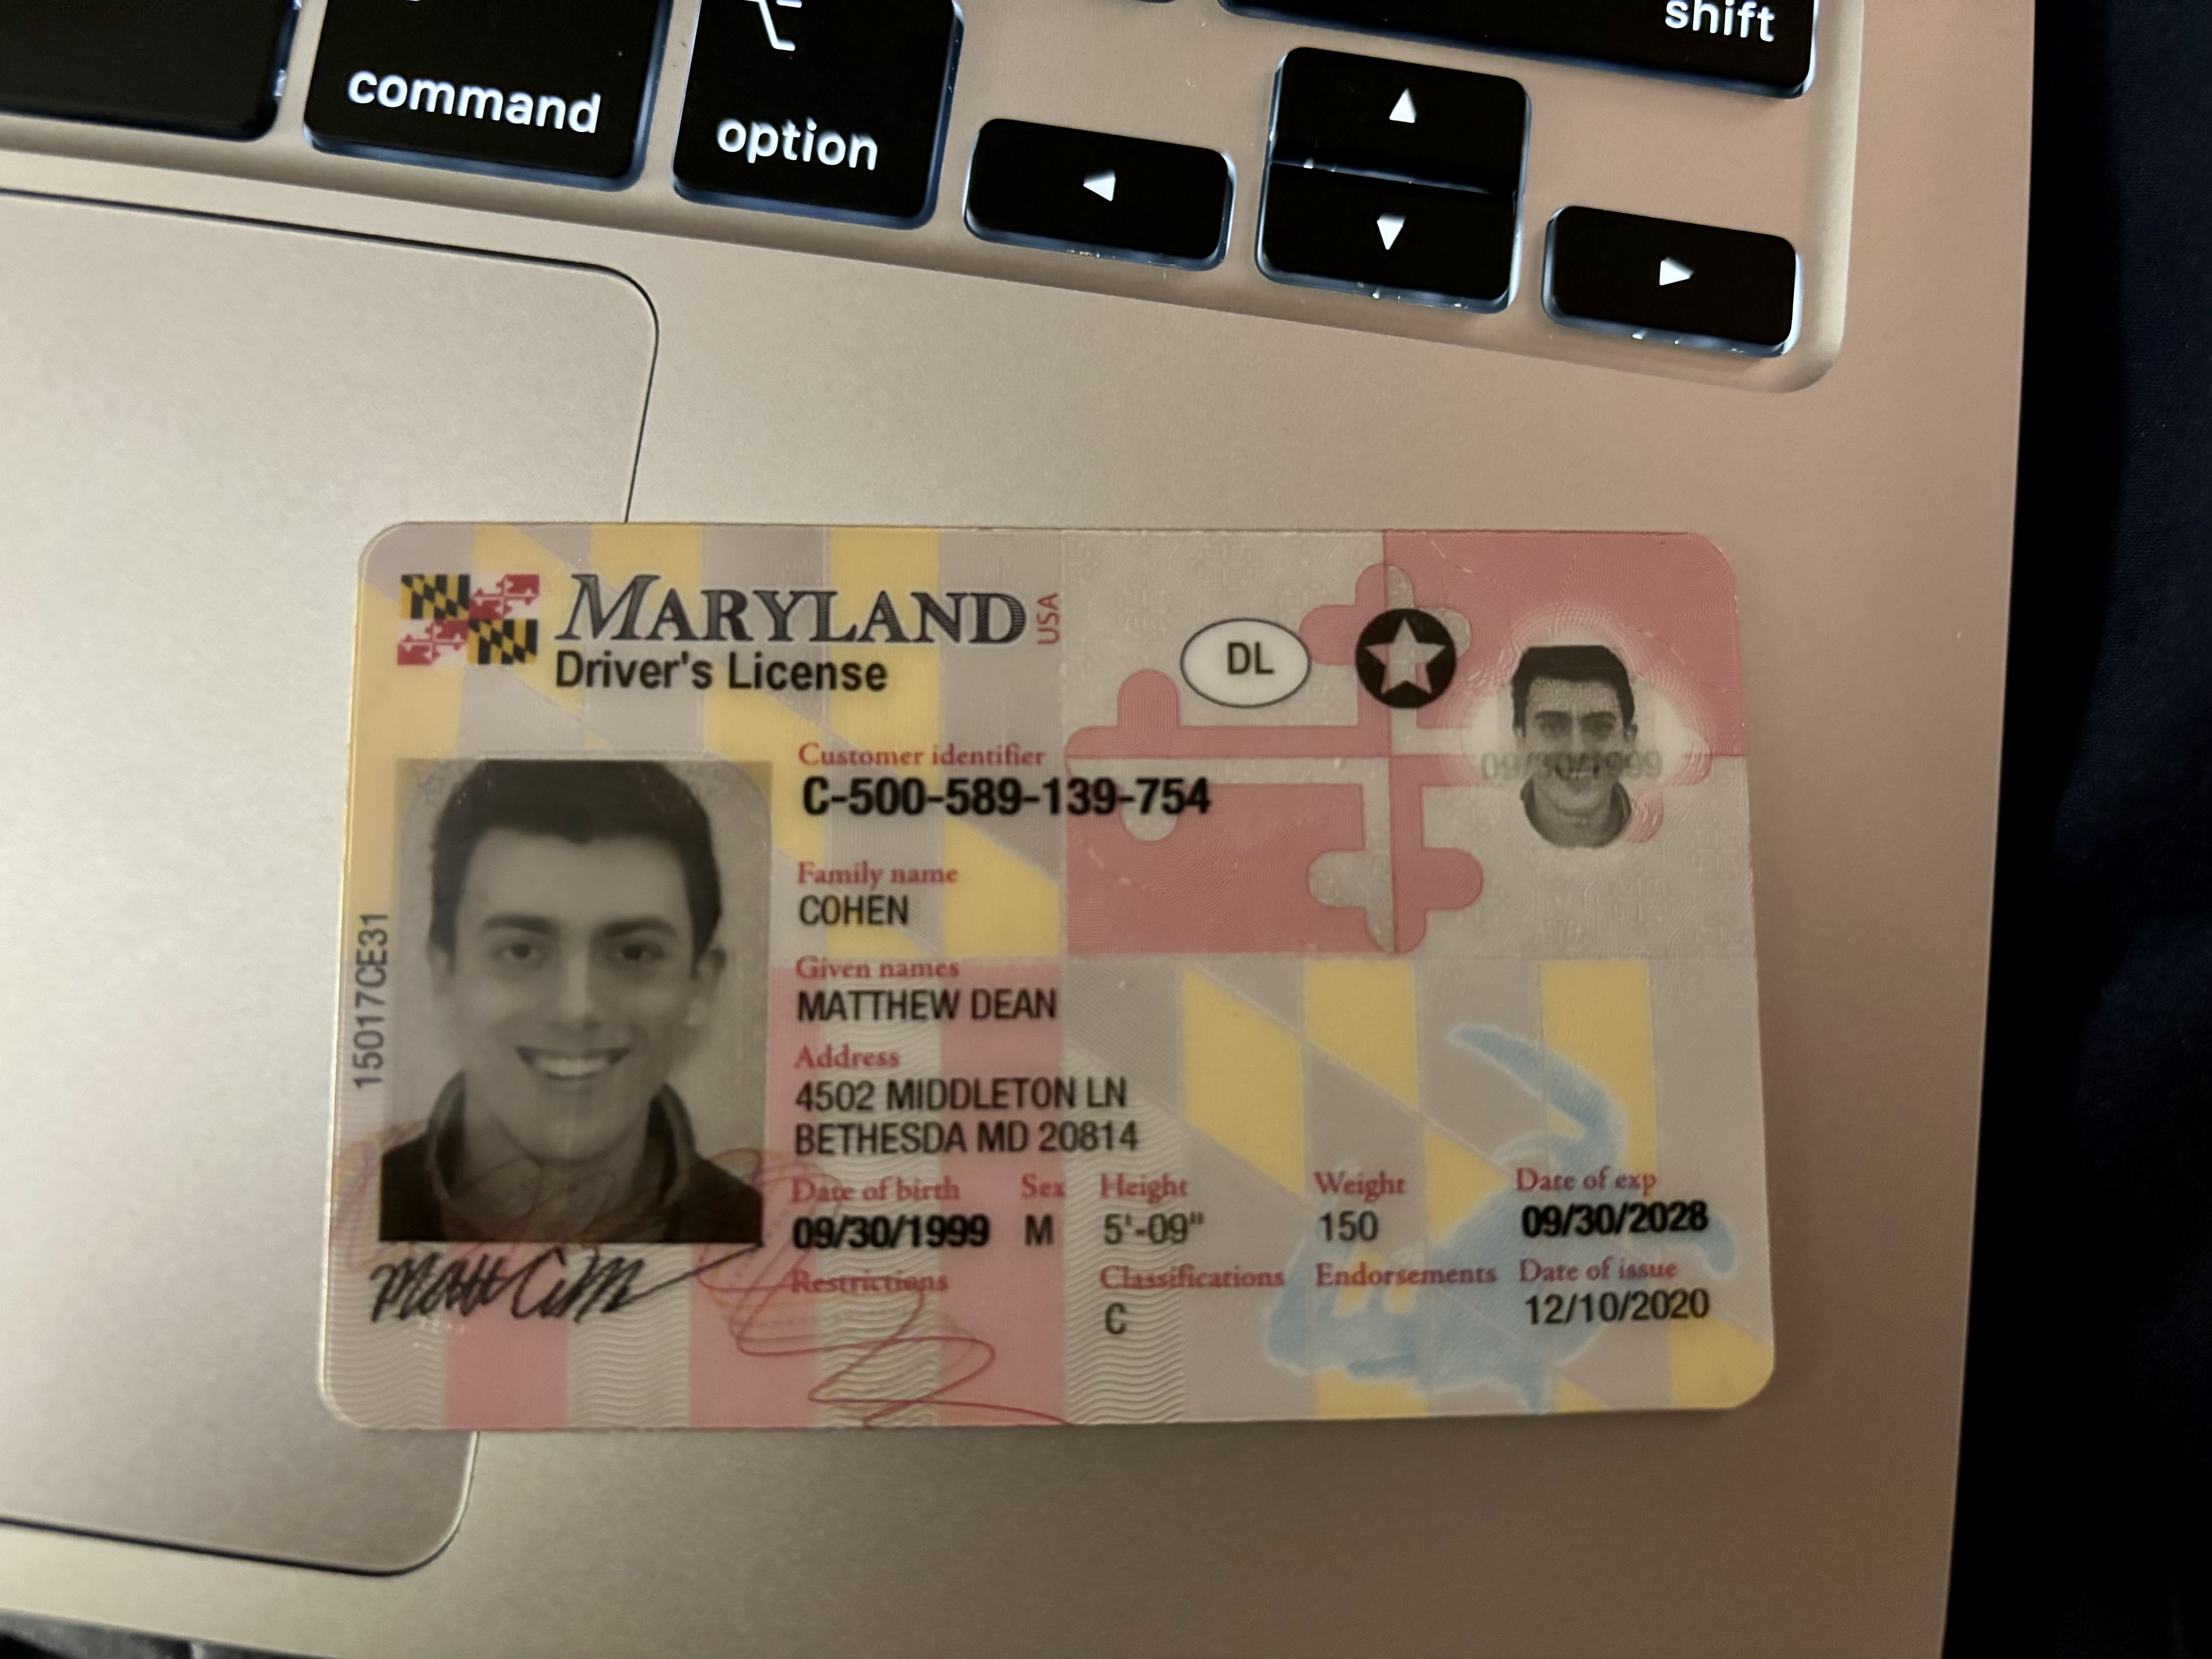 shift
command
option
MARYLAND USA
Driver's License
DL
Customer identifier
C-500-589-139-754
09/30/1999
Family name
COHEN
Given names
MATTHEW DEAN
Address
4502 MIDDLETON LN
BETHESDA MD 20814
15017CE31
Date of birth Sex Height Weight Date of exp
09/30/1999 M 5'-09" 150 09/30/2028
Restrictions Classifications Endorsements Date of issue
C 12/10/2020